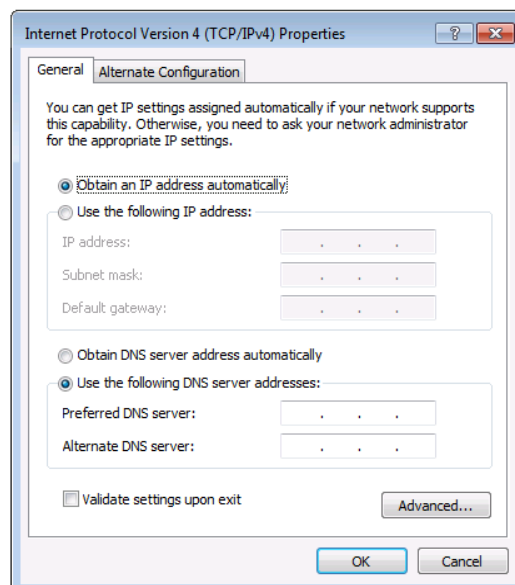 Internet Protocol Version 4 (TCP/IPv4) Properties
General
Alternate Configuration
You can get IP settings assigned automatically if your network supports
this capability. Otherwise, you need to ask your network administrator
for the appropriate IP settings.
Obtain an IP address automatically
Use the following IP address:
IP address:
Subnet mask:
Default gateway:
Obtain DNS server address automatically
Use the following DNS server addresses:
Preferred DNS server:
Alternate DNS server:
Validate settings upon exit
Advanced...
OK
Cancel